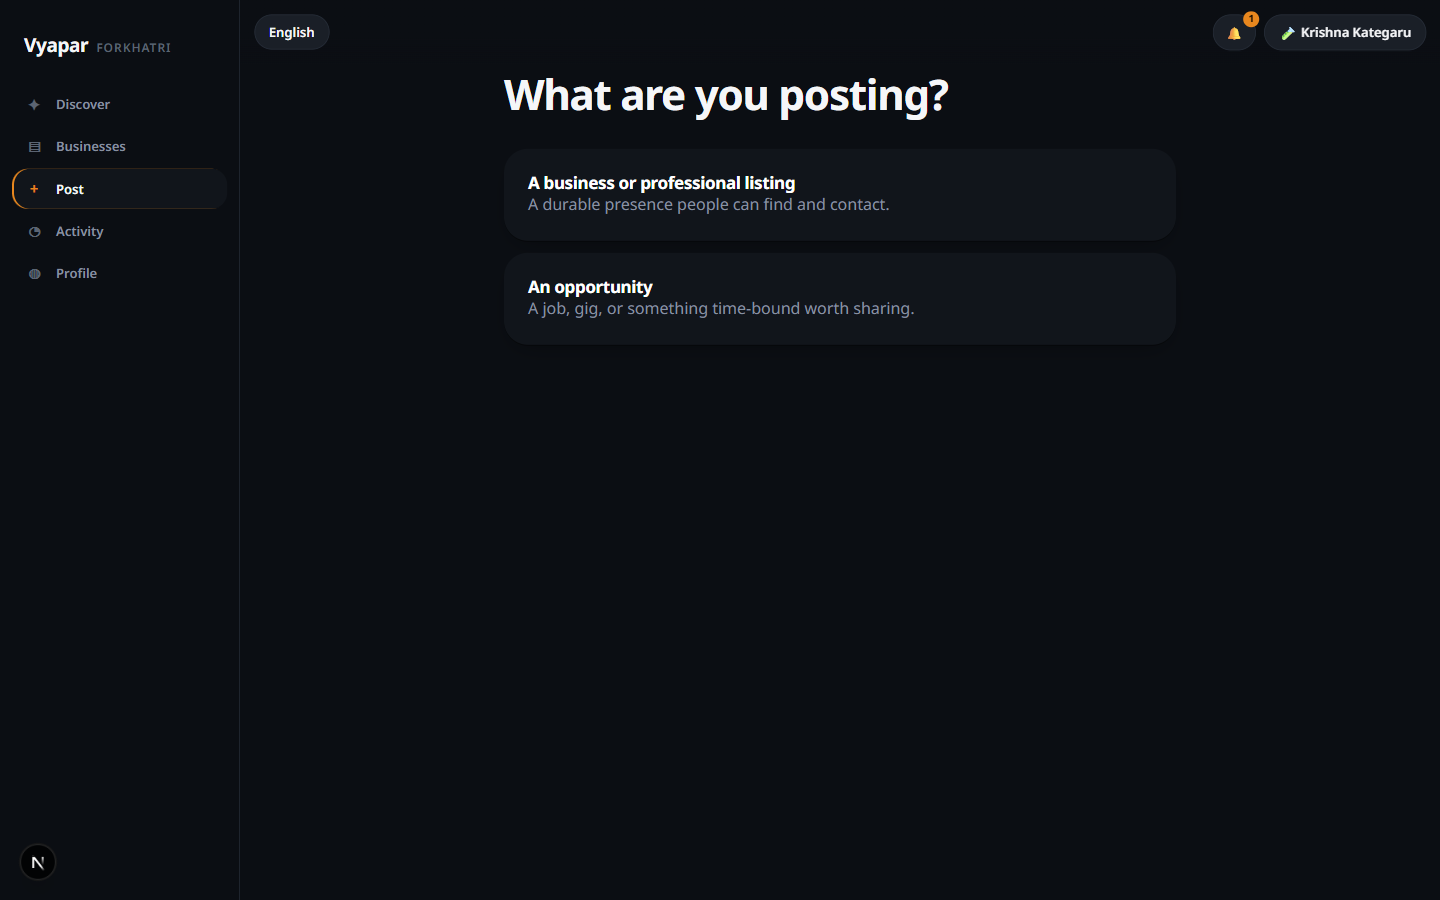 Vyapar FORKHATRI
Discover
Businesses
Post
Activity
Profile
English
1
Krishna Kategaru
What are you posting?
A business or professional listing
A durable presence people can find and contact.
An opportunity
A job, gig, or something time-bound worth sharing.
N